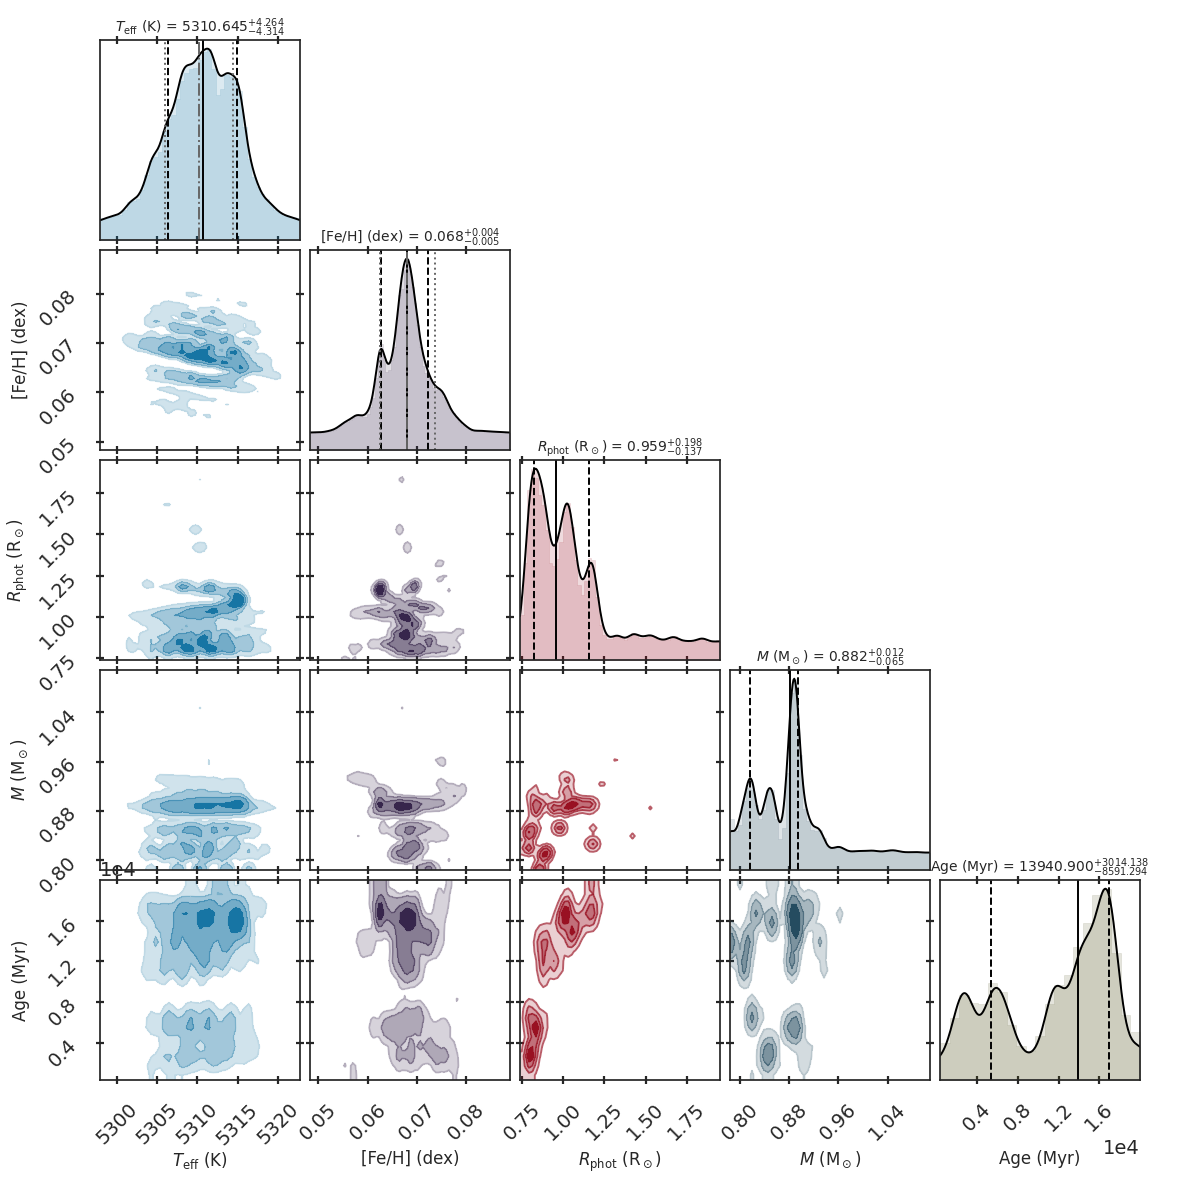 T_eff (K) = 5310.645 +4.264 −4.314
[Fe/H] (dex) = 0.068 +0.004 −0.005
[Fe/H] (dex)
0.08
0.07
0.06
0.05
R_phot (R⊙) = 0.959 +0.198 −0.137
R_phot (R⊙)
1.75
1.50
1.25
1.00
0.75
M (M⊙) = 0.882 +0.012 −0.065
M (M⊙)
1.04
0.96
0.88
0.80
1e4
Age (Myr) = 13940.900 +3014.138 −8591.294
Age (Myr)
1.6
1.2
0.8
0.4
5300 5305 5310 5315 5320
0.05 0.06 0.07 0.08
0.75 1.00 1.25 1.50 1.75
0.80 0.88 0.96 1.04
0.4 0.8 1.2 1.6
1e4
T_eff (K)
[Fe/H] (dex)
R_phot (R⊙)
M (M⊙)
Age (Myr)